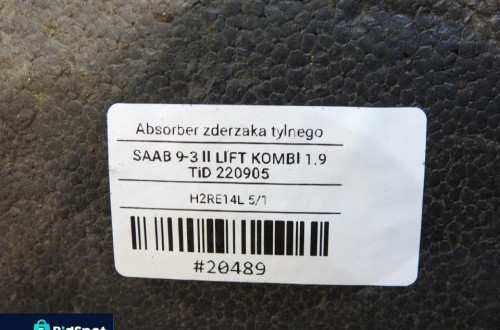 Absorber zderzaka tylnego
SAAB 9-3 II LIFT KOMBI 1.9
TiD 220905
H2RE14L 5/1
#20489